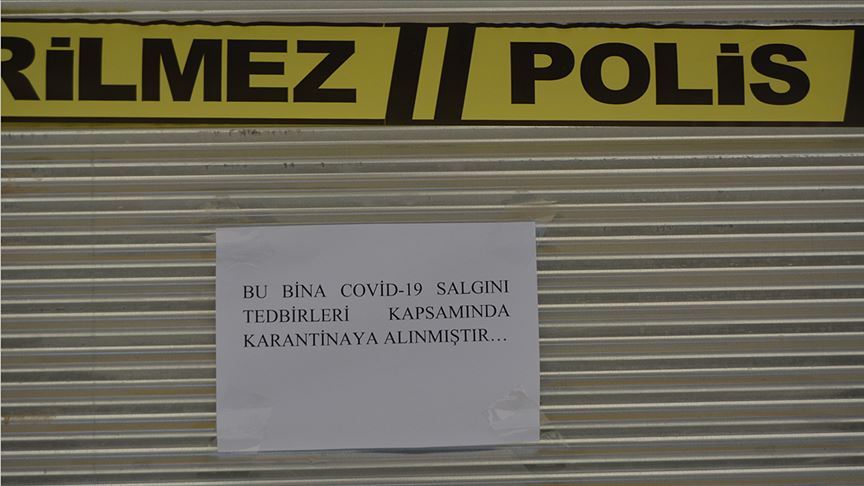 RİLMEZ // POLİS
BU BİNA COVİD-19 SALGINI
TEDBİRLERİ KAPSAMINDA
KARANTİNAYA ALINMIŞTIR...